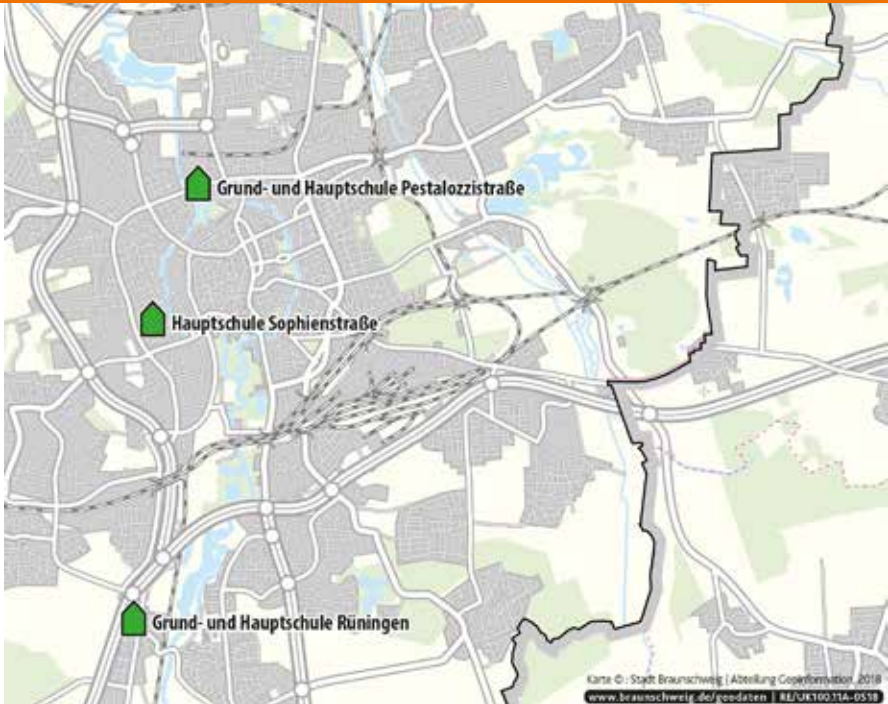 Grund- und Hauptschule Pestalozzistraße
Hauptschule Sophienstraße
Grund- und Hauptschule Rüningen
Karte ©: Stadt Braunschweig | Abteilung Geoinformation, 2018
www.braunschweig.de/geodaten | RE/UK100.11A-0518